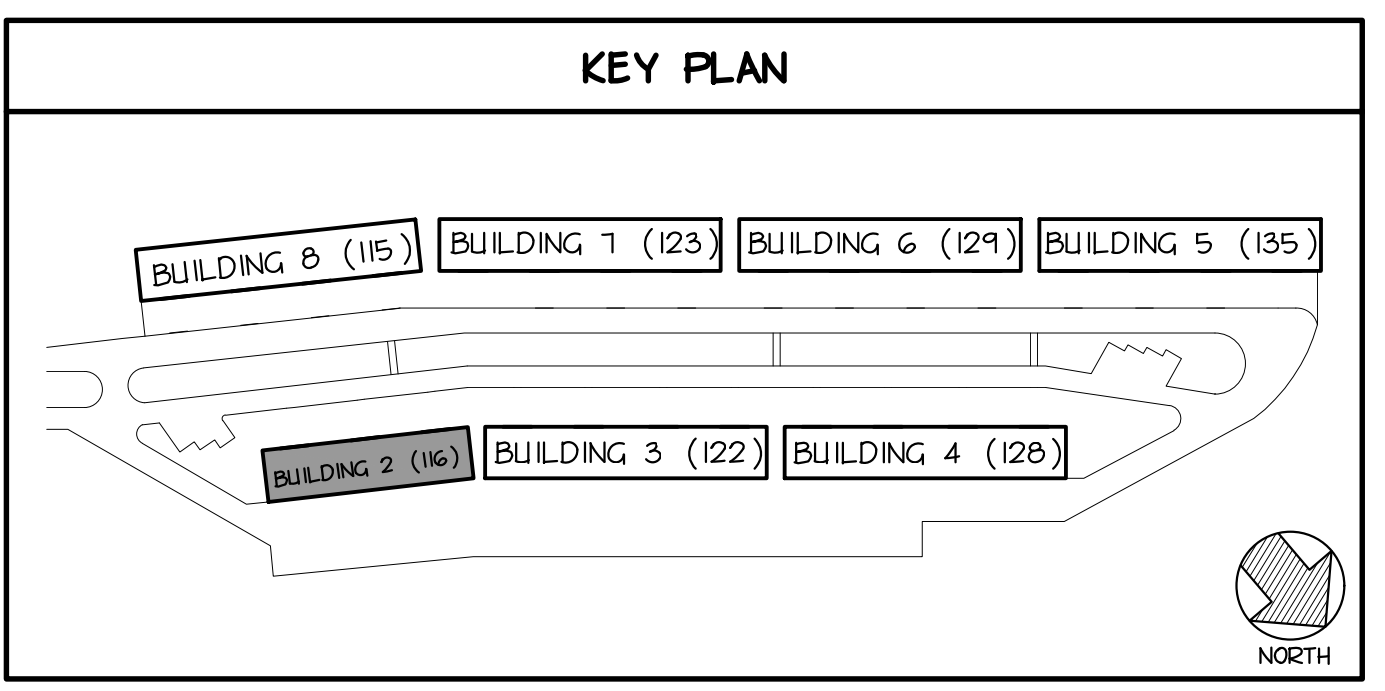 KEY PLAN
BUILDING 8 (115)
BUILDING 7 (123)
BUILDING 6 (129)
BUILDING 5 (135)
BUILDING 2 (116)
BUILDING 3 (122)
BUILDING 4 (128)
NORTH